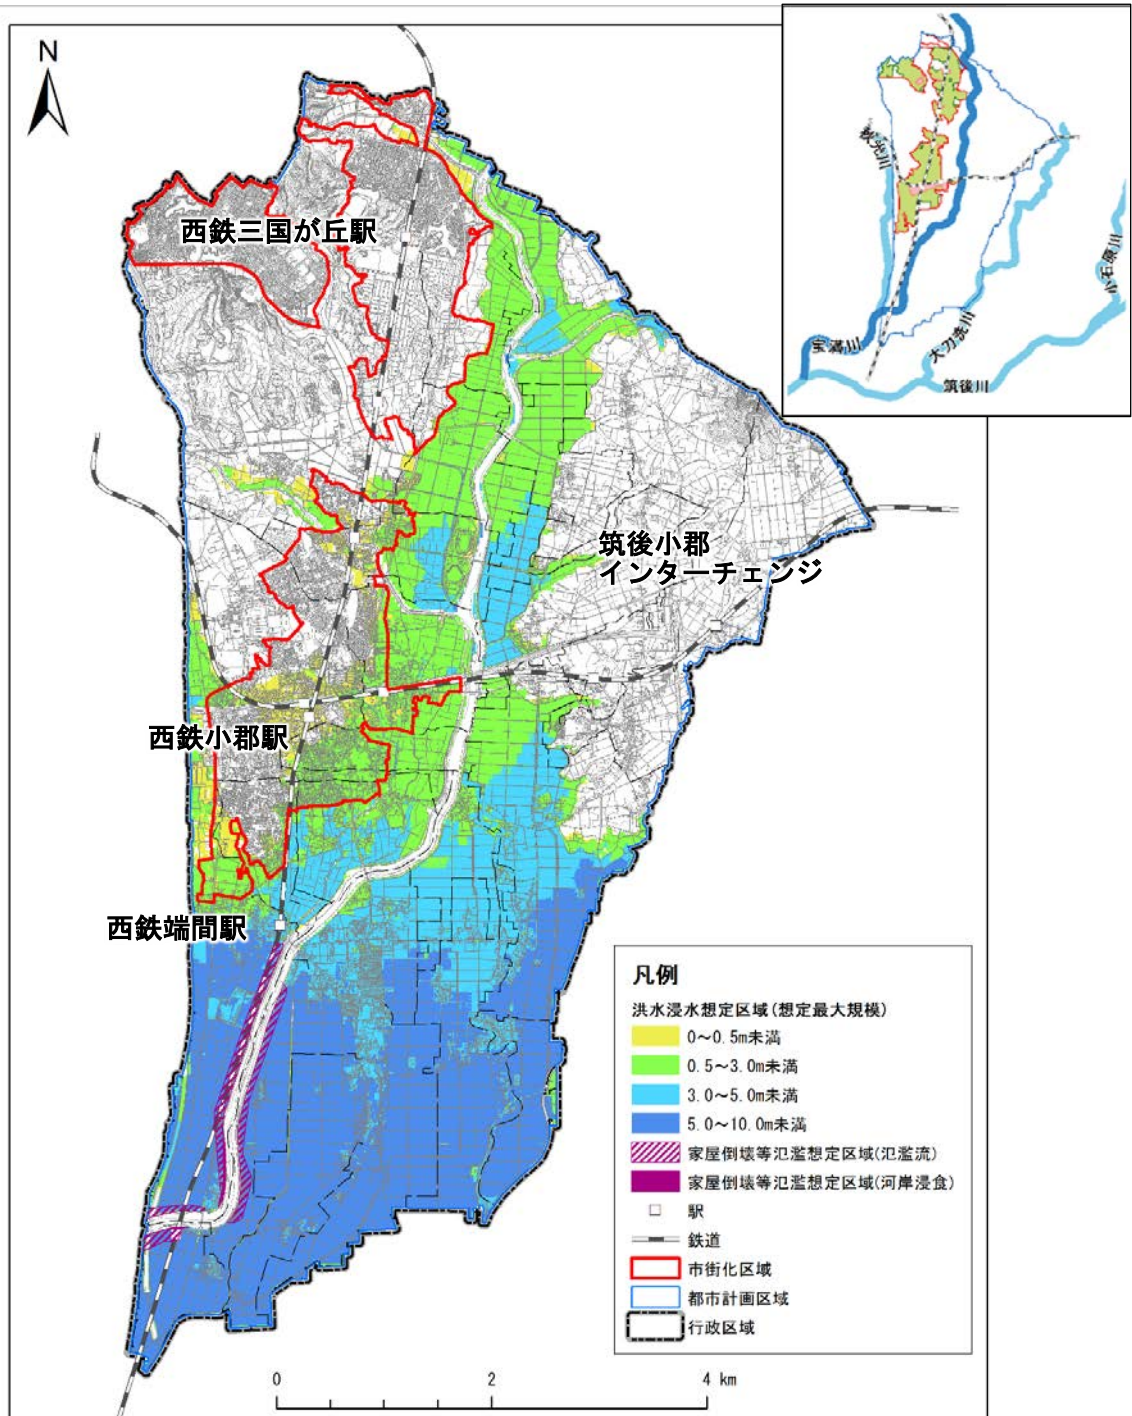 N
西鉄三国が丘駅
筑後小郡
インターチェンジ
西鉄小郡駅
西鉄端間駅
秋光川
宝満川
大刀洗川
小石原川
筑後川
凡例
洪水浸水想定区域(想定最大規模)
0～0.5m未満
0.5～3.0m未満
3.0～5.0m未満
5.0～10.0m未満
家屋倒壊等氾濫想定区域(氾濫流)
家屋倒壊等氾濫想定区域(河岸浸食)
駅
鉄道
市街化区域
都市計画区域
行政区域
0 2 4 km